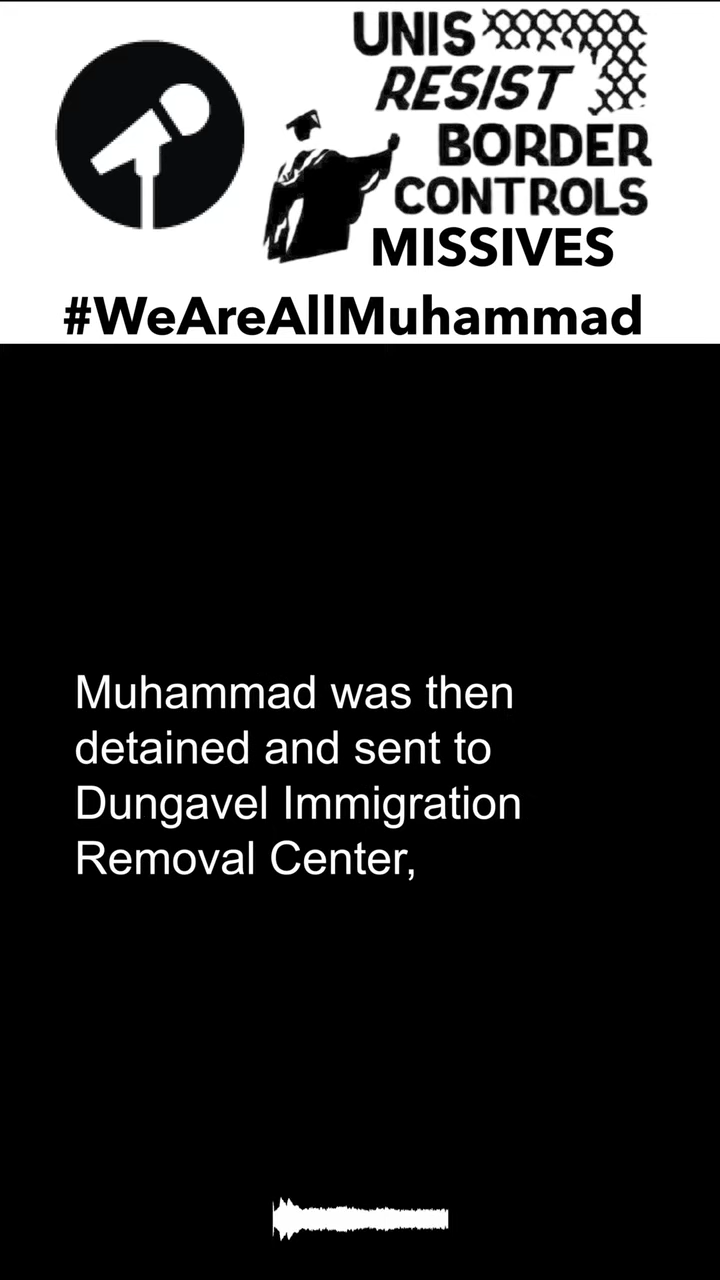 UNIS
RESIST
BORDER
CONTROLS
MISSIVES
#WeAreAllMuhammad
Muhammad was then
detained and sent to
Dungavel Immigration
Removal Center,